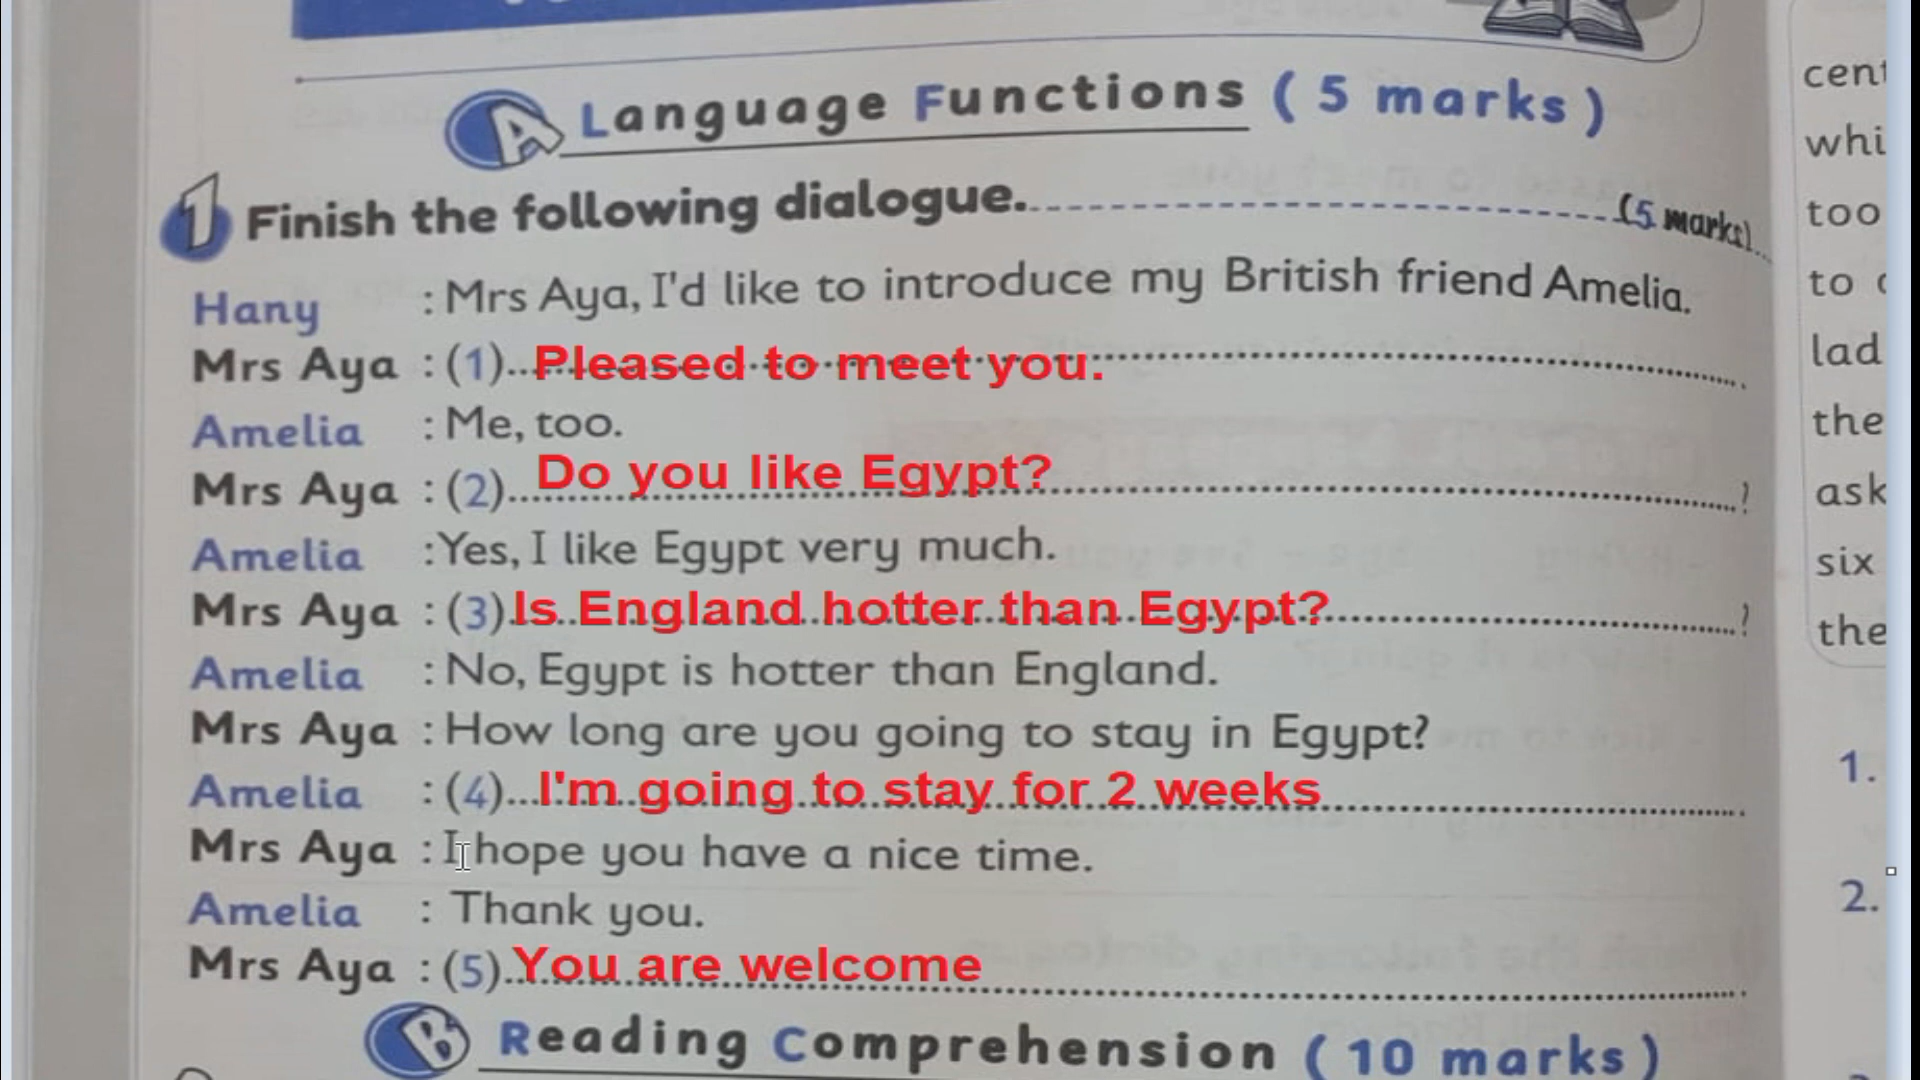 A Language Functions ( 5 marks )
1 Finish the following dialogue. (5 marks)
Hany : Mrs Aya, I'd like to introduce my British friend Amelia.
Mrs Aya : (1) Pleased to meet you.
Amelia : Me, too.
Mrs Aya : (2) Do you like Egypt? ?
Amelia : Yes, I like Egypt very much.
Mrs Aya : (3) Is England hotter than Egypt? ?
Amelia : No, Egypt is hotter than England.
Mrs Aya : How long are you going to stay in Egypt?
Amelia : (4) I'm going to stay for 2 weeks
Mrs Aya : I hope you have a nice time.
Amelia : Thank you.
Mrs Aya : (5) You are welcome
B Reading Comprehension ( 10 marks )
too
to
lad
the
ask
six
the
1.
2.